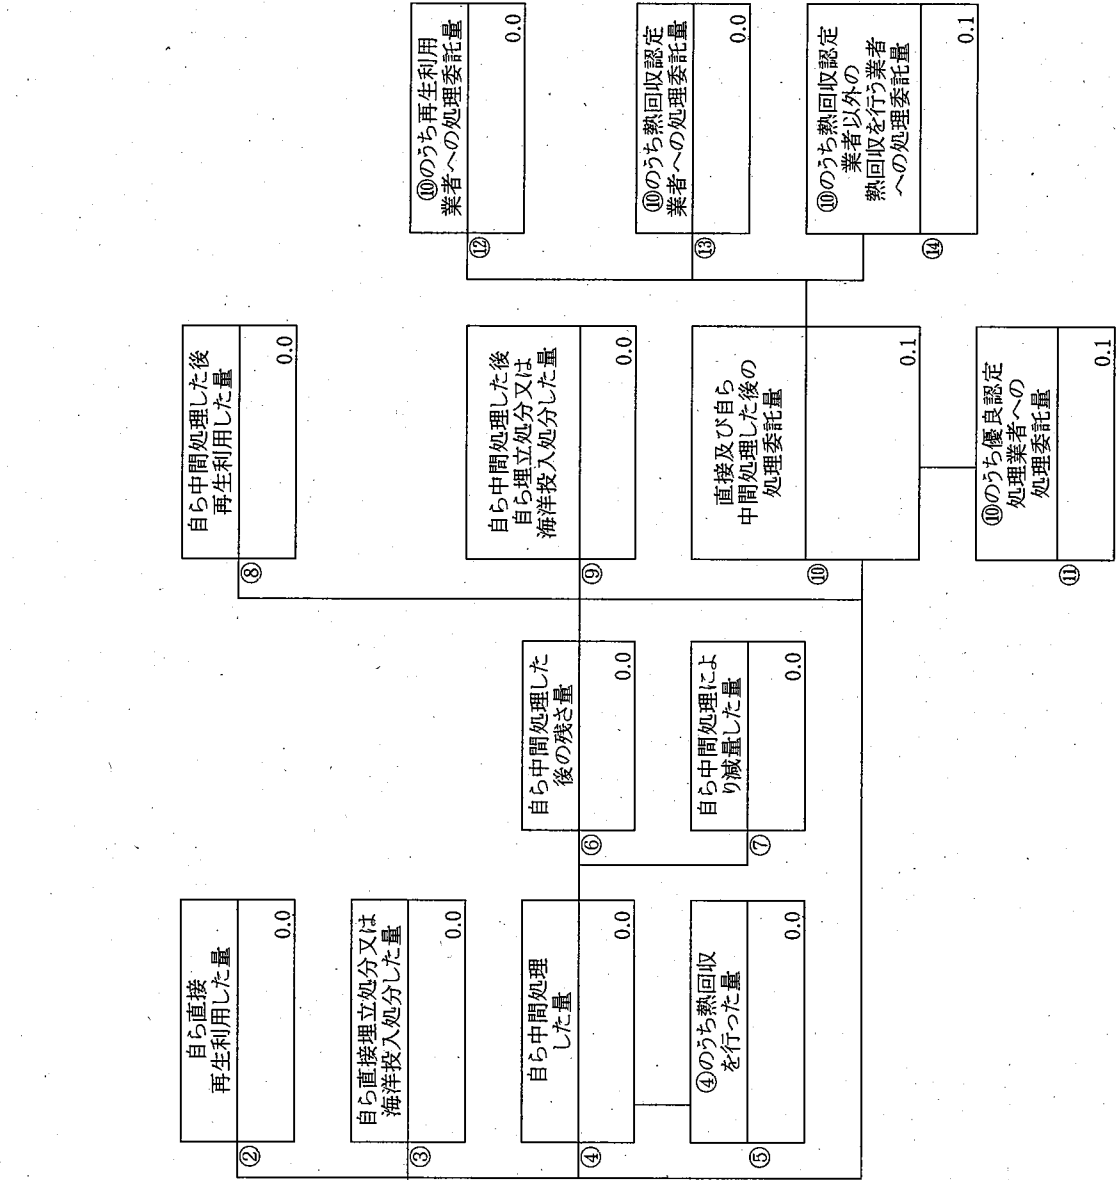 ②
自ら直接
再生利用した量
0.0
③
自ら直接埋立処分又は
海洋投入処分した量
0.0
④
自ら中間処理
した量
0.0
⑤
④のうち熱回収
を行った量
0.0
⑥
自ら中間処理した
後の残さ量
0.0
⑦
自ら中間処理によ
り減量した量
0.0
⑧
自ら中間処理した後
再生利用した量
0.0
⑨
自ら中間処理した後
自ら埋立処分又は
海洋投入処分した量
0.0
⑩
直接及び自ら
中間処理した後の
処理委託量
0.1
⑪
⑩のうち優良認定
処理業者への
処理委託量
0.1
⑫
⑩のうち再生利用
業者への処理委託量
0.0
⑬
⑩のうち熱回収認定
業者への処理委託量
0.0
⑭
⑩のうち熱回収認定
業者以外の
熱回収を行う業者
への処理委託量
0.1